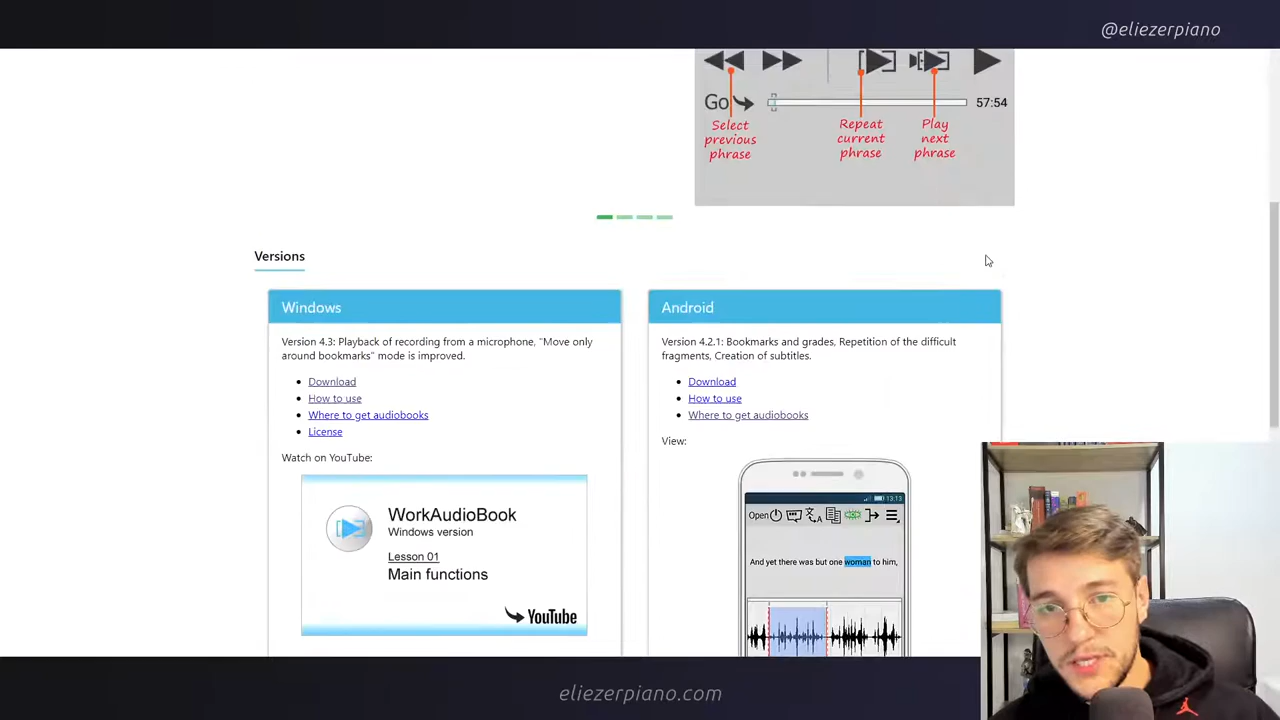 @eliezerpiano
Go
57:54
Select
previous
phrase
Repeat
current
phrase
Play
next
phrase
Versions
Windows
Version 4.3: Playback of recording from a microphone, "Move only
around bookmarks" mode is improved.
Download
How to use
Where to get audiobooks
License
Watch on YouTube:
WorkAudioBook
Windows version
Lesson 01
Main functions
YouTube
Android
Version 4.2.1: Bookmarks and grades, Repetition of the difficult
fragments, Creation of subtitles.
Download
How to use
Where to get audiobooks
View:
13:13
Open
And yet there was but one woman to him,
eliezerpiano.com